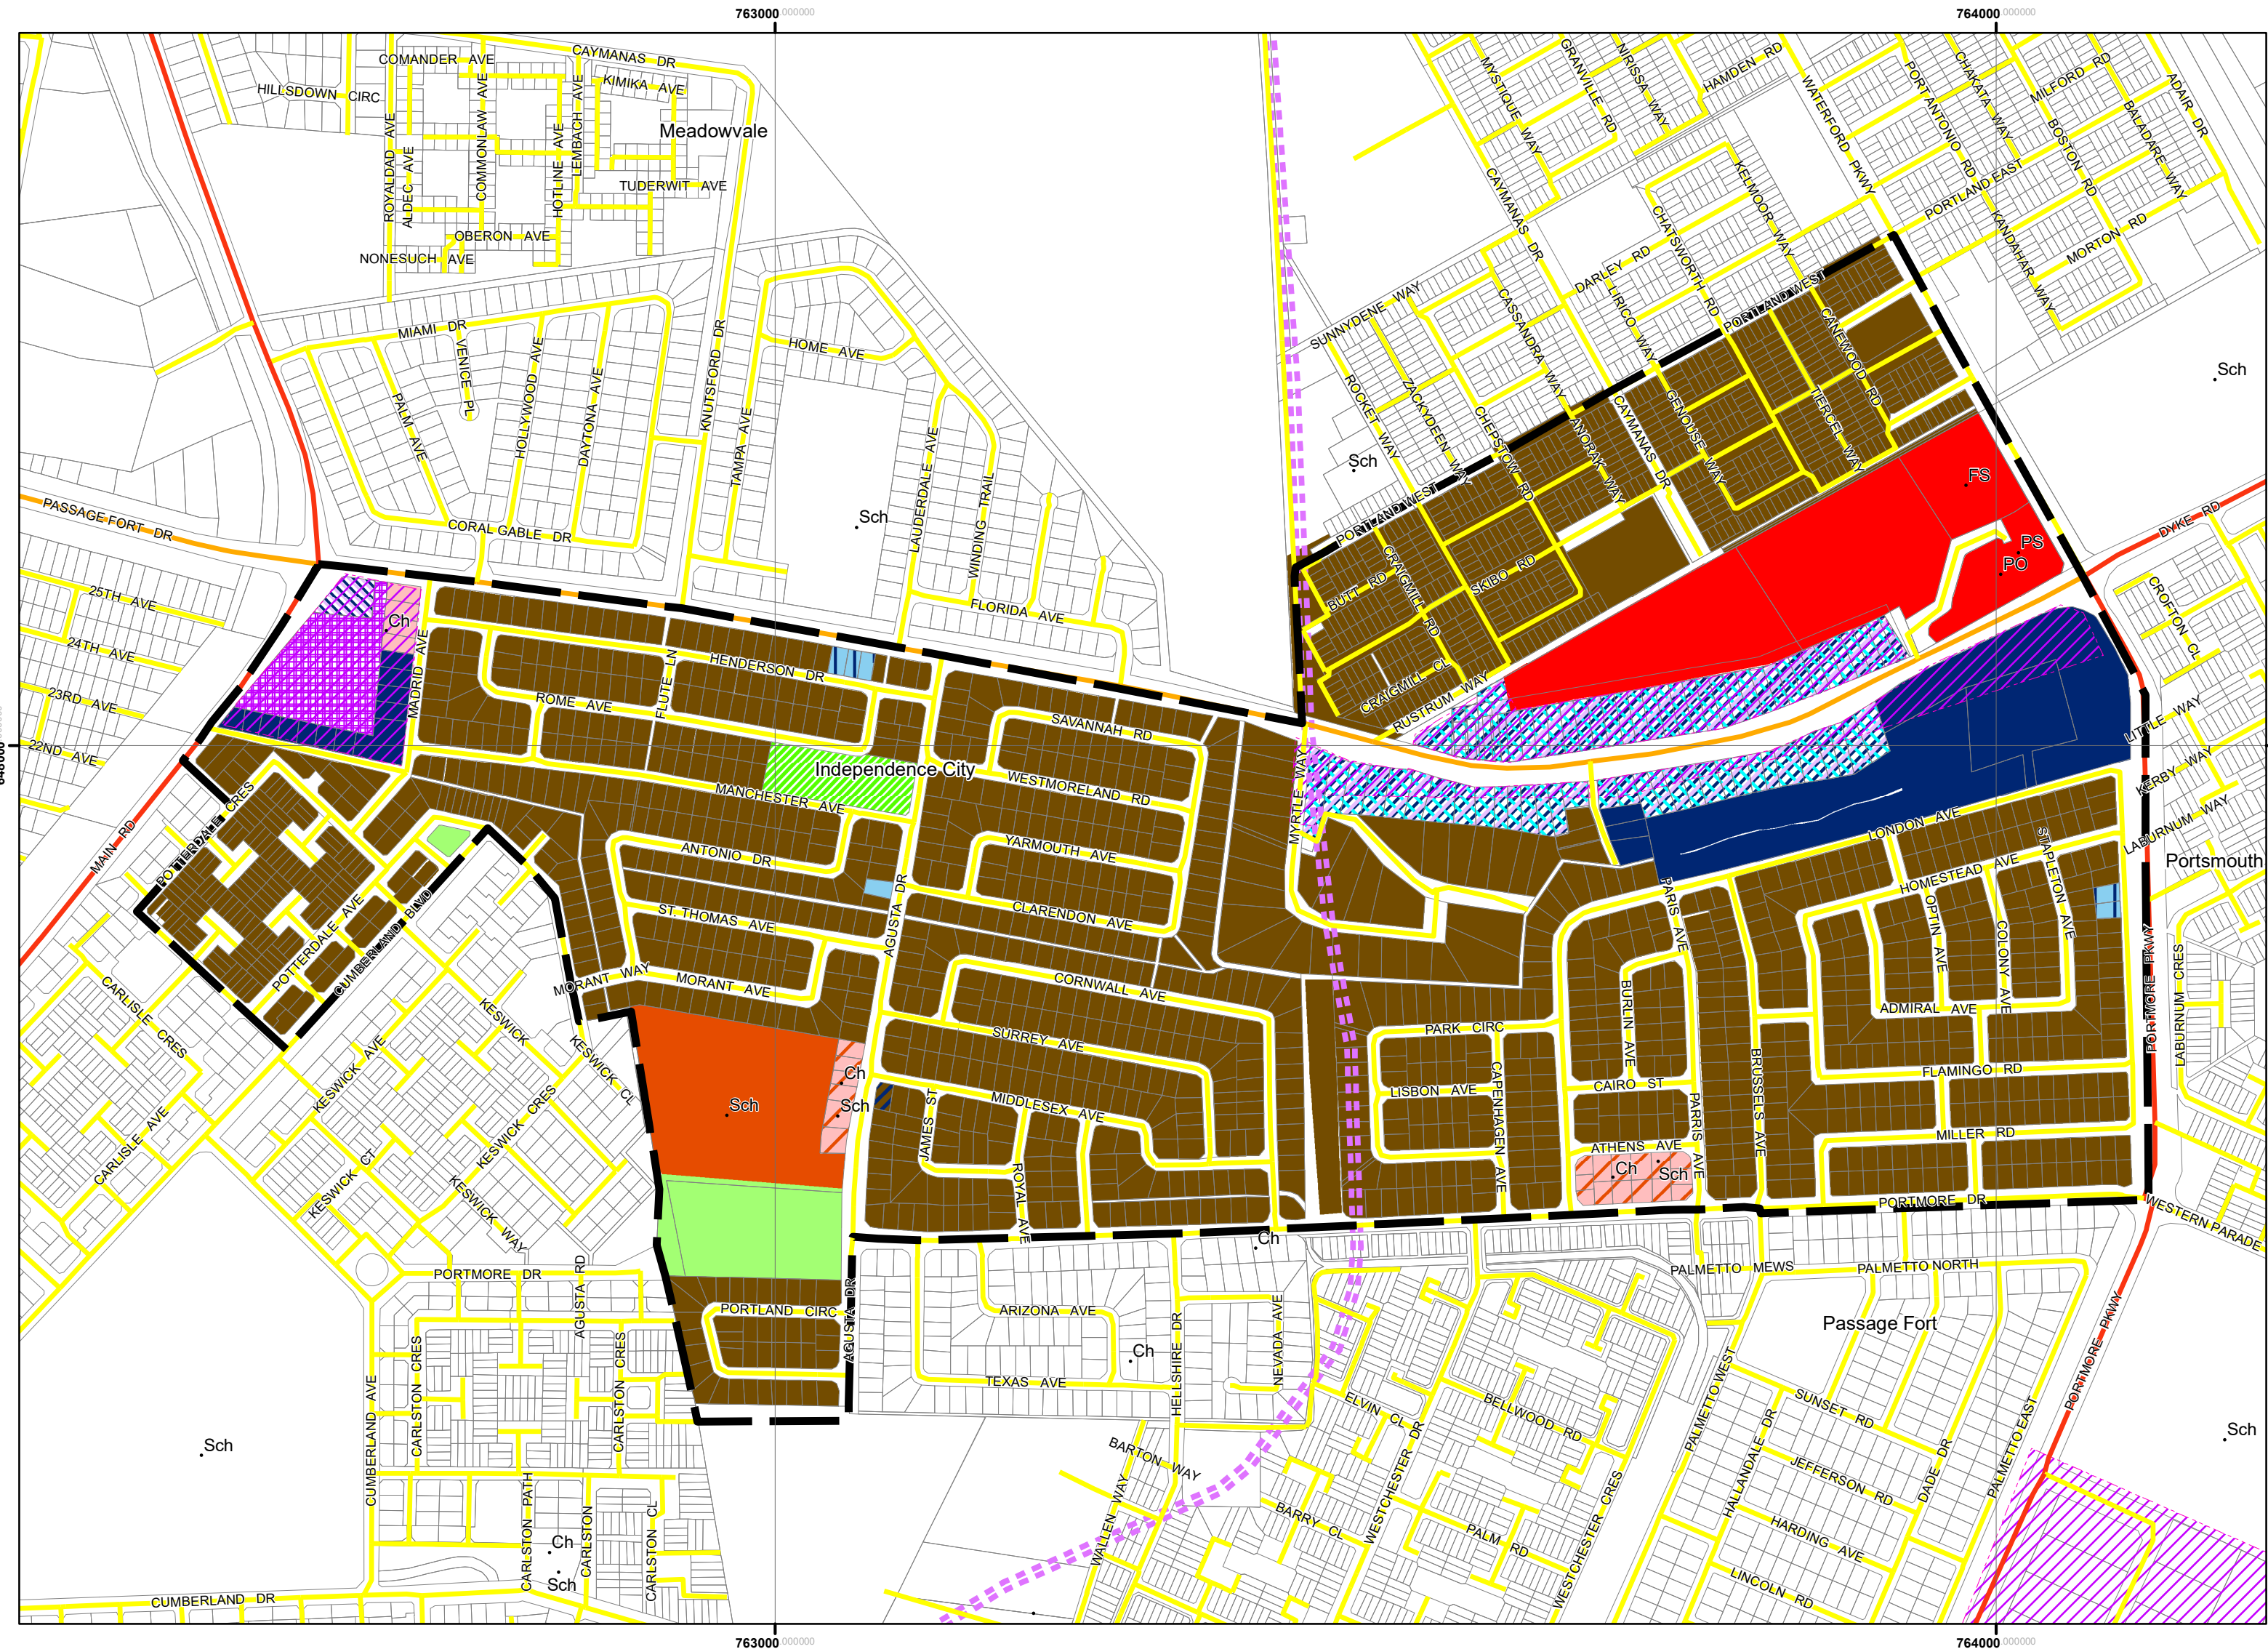 763000.000000
764000.000000
COMANDER AVE
CAYMANAS DR
HILLSDOWN CIRC
KIMIKA AVE
ROYALDAD AVE
ALDEC AVE
COMMONLAW AVE
HOTLINE AVE
LEMBACH AVE
Meadowvale
TUDERWIT AVE
OBERON AVE
NONESUCH AVE
MYSTIQUE WAY
GRANVILLE RD
NIRISSA WAY
HAMDEN RD
WATERFORD PKWY
PORT ANTONIO RD
CHAKATA WAY
MILFORD RD
BOSTON RD
BALADARE WAY
ADAIR DR
CAYMANAS DR
KELMOOR WAY
CHATSWORTH RD
PORTLAND EAST
KANDAHAR WAY
MORTON RD
DARLEY RD
LIRICO WAY
SUNNYDENE WAY
CASSANDRA WAY
PORTLAND WEST
CANEWOOD RD
MIAMI DR
VENICE PL
HOLLYWOOD AVE
DAYTONA AVE
PALM AVE
KNUTSFORD DR
TAMPA AVE
HOME AVE
LAUDERDALE AVE
WINDING TRAIL
ROCKET WAY
ZACKYDEEN WAY
CHEPSTOW RD
ANORAK WAY
CAYMANAS DR
GENOUSE WAY
TIERCEL WAY
Sch
Sch
Sch
FS
PS
PO
DYKE RD
PASSAGE FORT DR
CORAL GABLE DR
PORTLAND WEST
BUTT RD
CRAIGMILL RD
SKIBO RD
CRAIGMILL CL
RUSTRUM WAY
FLORIDA AVE
25TH AVE
24TH AVE
23RD AVE
22ND AVE
Ch
MADRID AVE
HENDERSON DR
FLUTE LN
ROME AVE
SAVANNAH RD
CROFTON CL
LITTLE WAY
KERBY WAY
LABURNUM WAY
Portsmouth
Independence City
WESTMORELAND RD
MANCHESTER AVE
MYRTLE WAY
MAIN RD
POTTERDALE CRES
ANTONIO DR
YARMOUTH AVE
LONDON AVE
HOMESTEAD AVE
STAPLETON AVE
ST. THOMAS AVE
AGUSTA DR
CLARENDON AVE
PARIS AVE
OPTIN AVE
COLONY AVE
POTTERDALE AVE
CUMBERLAND BLVD
MORANT WAY
MORANT AVE
CORNWALL AVE
BURLIN AVE
ADMIRAL AVE
PORTMORE PKWY
LABURNUM CRES
CARLISLE CRES
KESWICK
KESWICK AVE
KESWICK CL
SURREY AVE
PARK CIRC
CAPENHAGEN AVE
BRUSSELS AVE
FLAMINGO RD
Ch
Sch
Sch
JAMES ST
MIDDLESEX AVE
LISBON AVE
CAIRO ST
PARRIS AVE
MILLER RD
CARLISLE AVE
KESWICK CRES
KESWICK CT
KESWICK WAY
ROYAL AVE
ATHENS AVE
Ch
Sch
PORTMORE DR
WESTERN PARADE
Ch
PORTMORE DR
AGUSTA RD
PALMETTO MEWS
PALMETTO NORTH
PORTLAND CIRC
AGUSTA DR
ARIZONA AVE
HELLSHIRE DR
NEVADA AVE
Passage Fort
Ch
TEXAS AVE
CUMBERLAND AVE
CARLSTON CRES
CARLSTON CRES
ELVIN CL
WESTCHESTER DR
BELLWOOD RD
PALMETTO WEST
HALLANDALE DR
SUNSET RD
DADE DR
PALMETTO EAST
PORTMORE PKWY
Sch
Sch
BARTON WAY
WALLEN WAY
BARRY CL
PALM RD
WESTCHESTER CRES
JEFFERSON RD
HARDING AVE
LINCOLN RD
CARLSTON PATH
CARLSTON
CARLSTON CL
Ch
Sch
CUMBERLAND DR
763000.000000
764000.000000